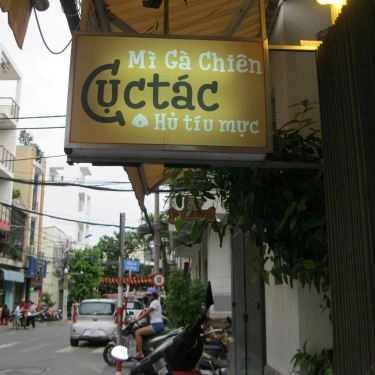 Mì Gà Chiên
Cục tác
Hủ tíu mực